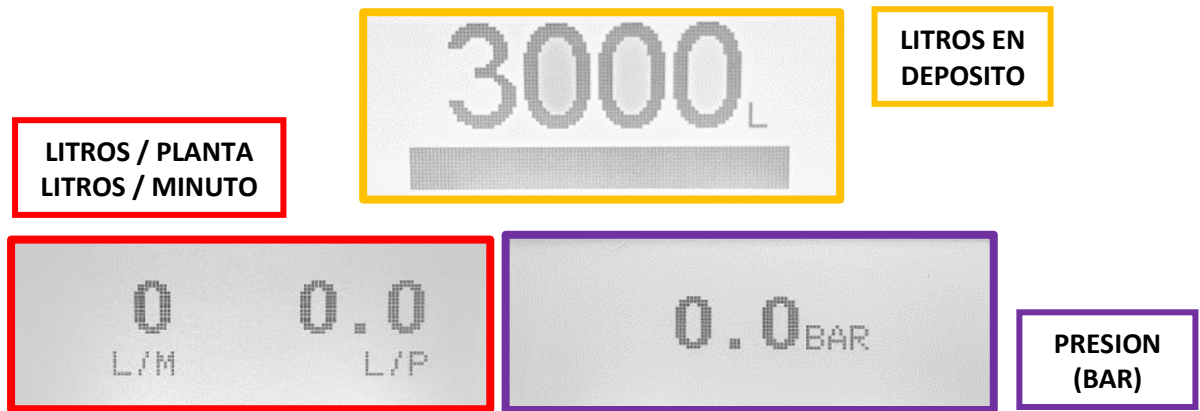 3000 L
LITROS EN
DEPOSITO
LITROS / PLANTA
LITROS / MINUTO
0 0.0
L/M L/P
0.0 BAR
PRESION
(BAR)